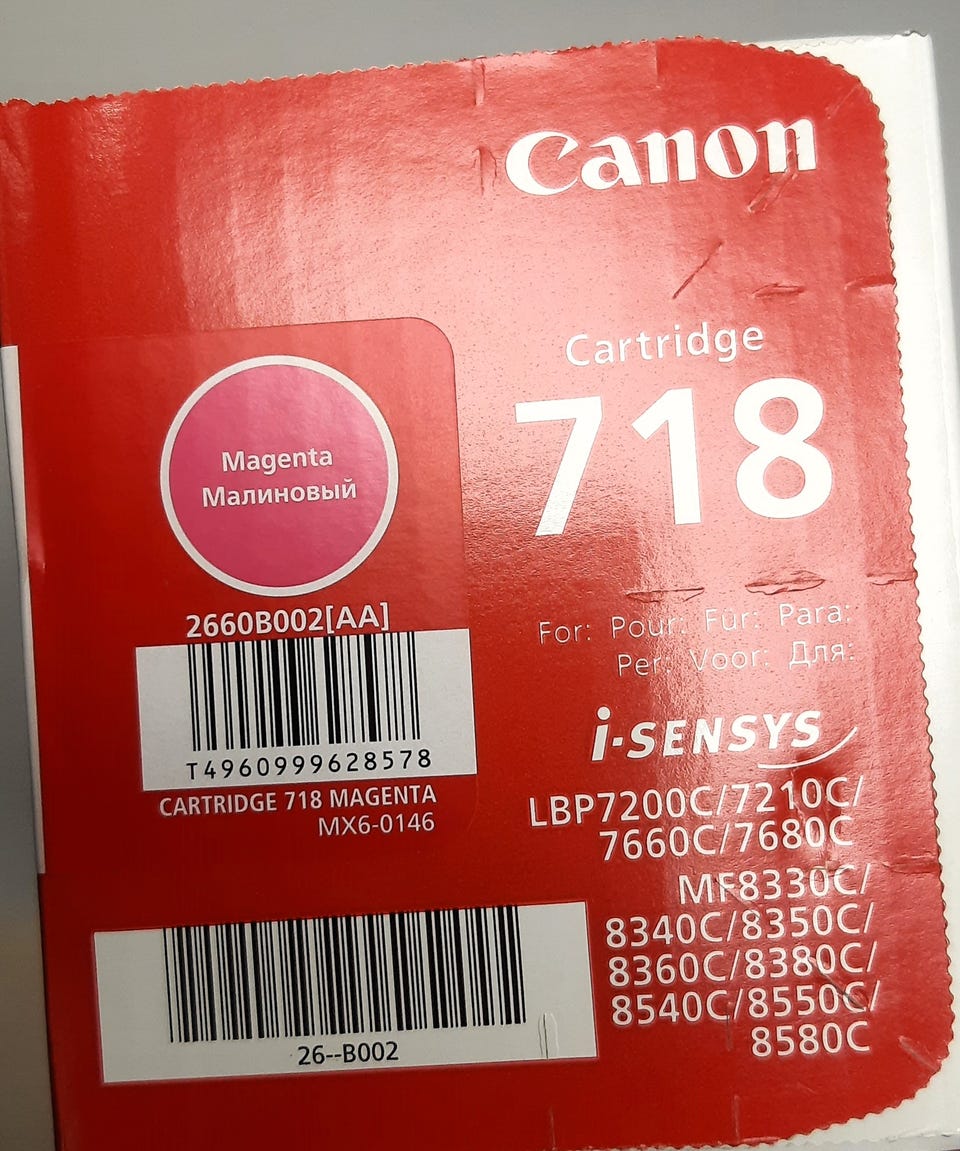 Canon
Cartridge
718
Magenta
Малиновый
2660B002[AA]
T4960999628578
CARTRIDGE 718 MAGENTA
MX6-0146
26--B002
For: Pour: Für: Para:
Per: Voor: Для:
i-SENSYS
LBP7200C/7210C/
7660C/7680C
MF8330C/
8340C/8350C/
8360C/8380C/
8540C/8550C/
8580C